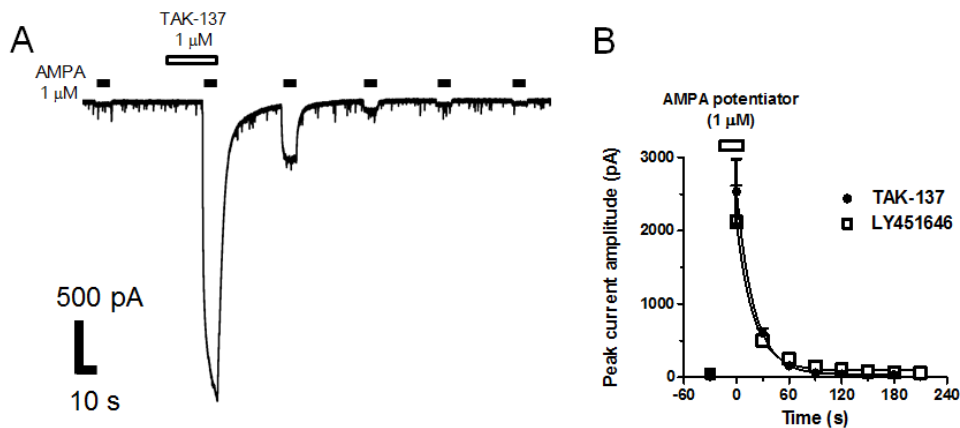 A
TAK-137
1 µM
AMPA
1 µM
500 pA
10 s
B
AMPA potentiator
(1 µM)
Peak current amplitude (pA)
3000
2000
1000
0
-60 0 60 120 180 240
Time (s)
TAK-137
LY451646